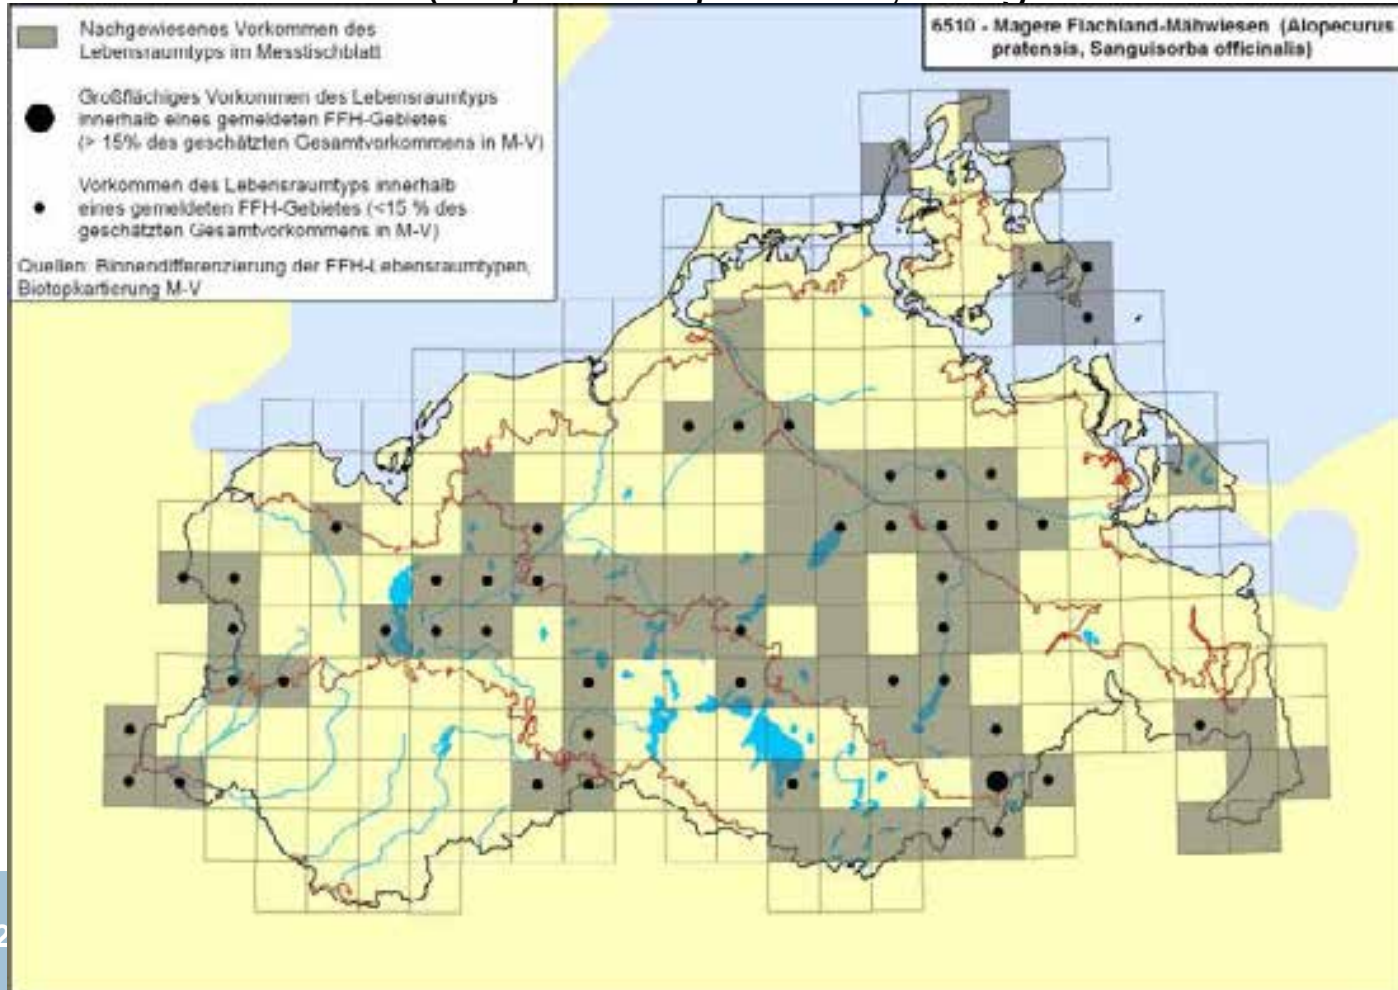 Nachgewiesenes Vorkommen des
Lebensraumtyps im Messtischblatt
Großflächiges Vorkommen des Lebensraumtyps
innerhalb eines gemeldeten FFH-Gebietes
(> 15% des geschätzten Gesamtvorkommens in M-V)
Vorkommen des Lebensraumtyps innerhalb
eines gemeldeten FFH-Gebietes (<15 % des
geschätzten Gesamtvorkommens in M-V)
Quellen: Binnendifferenzierung der FFH-Lebensraumtypen,
Biotopkartierung M-V
6510 - Magere Flachland-Mähwiesen (Alopecurus
pratensis, Sanguisorba officinalis)
2